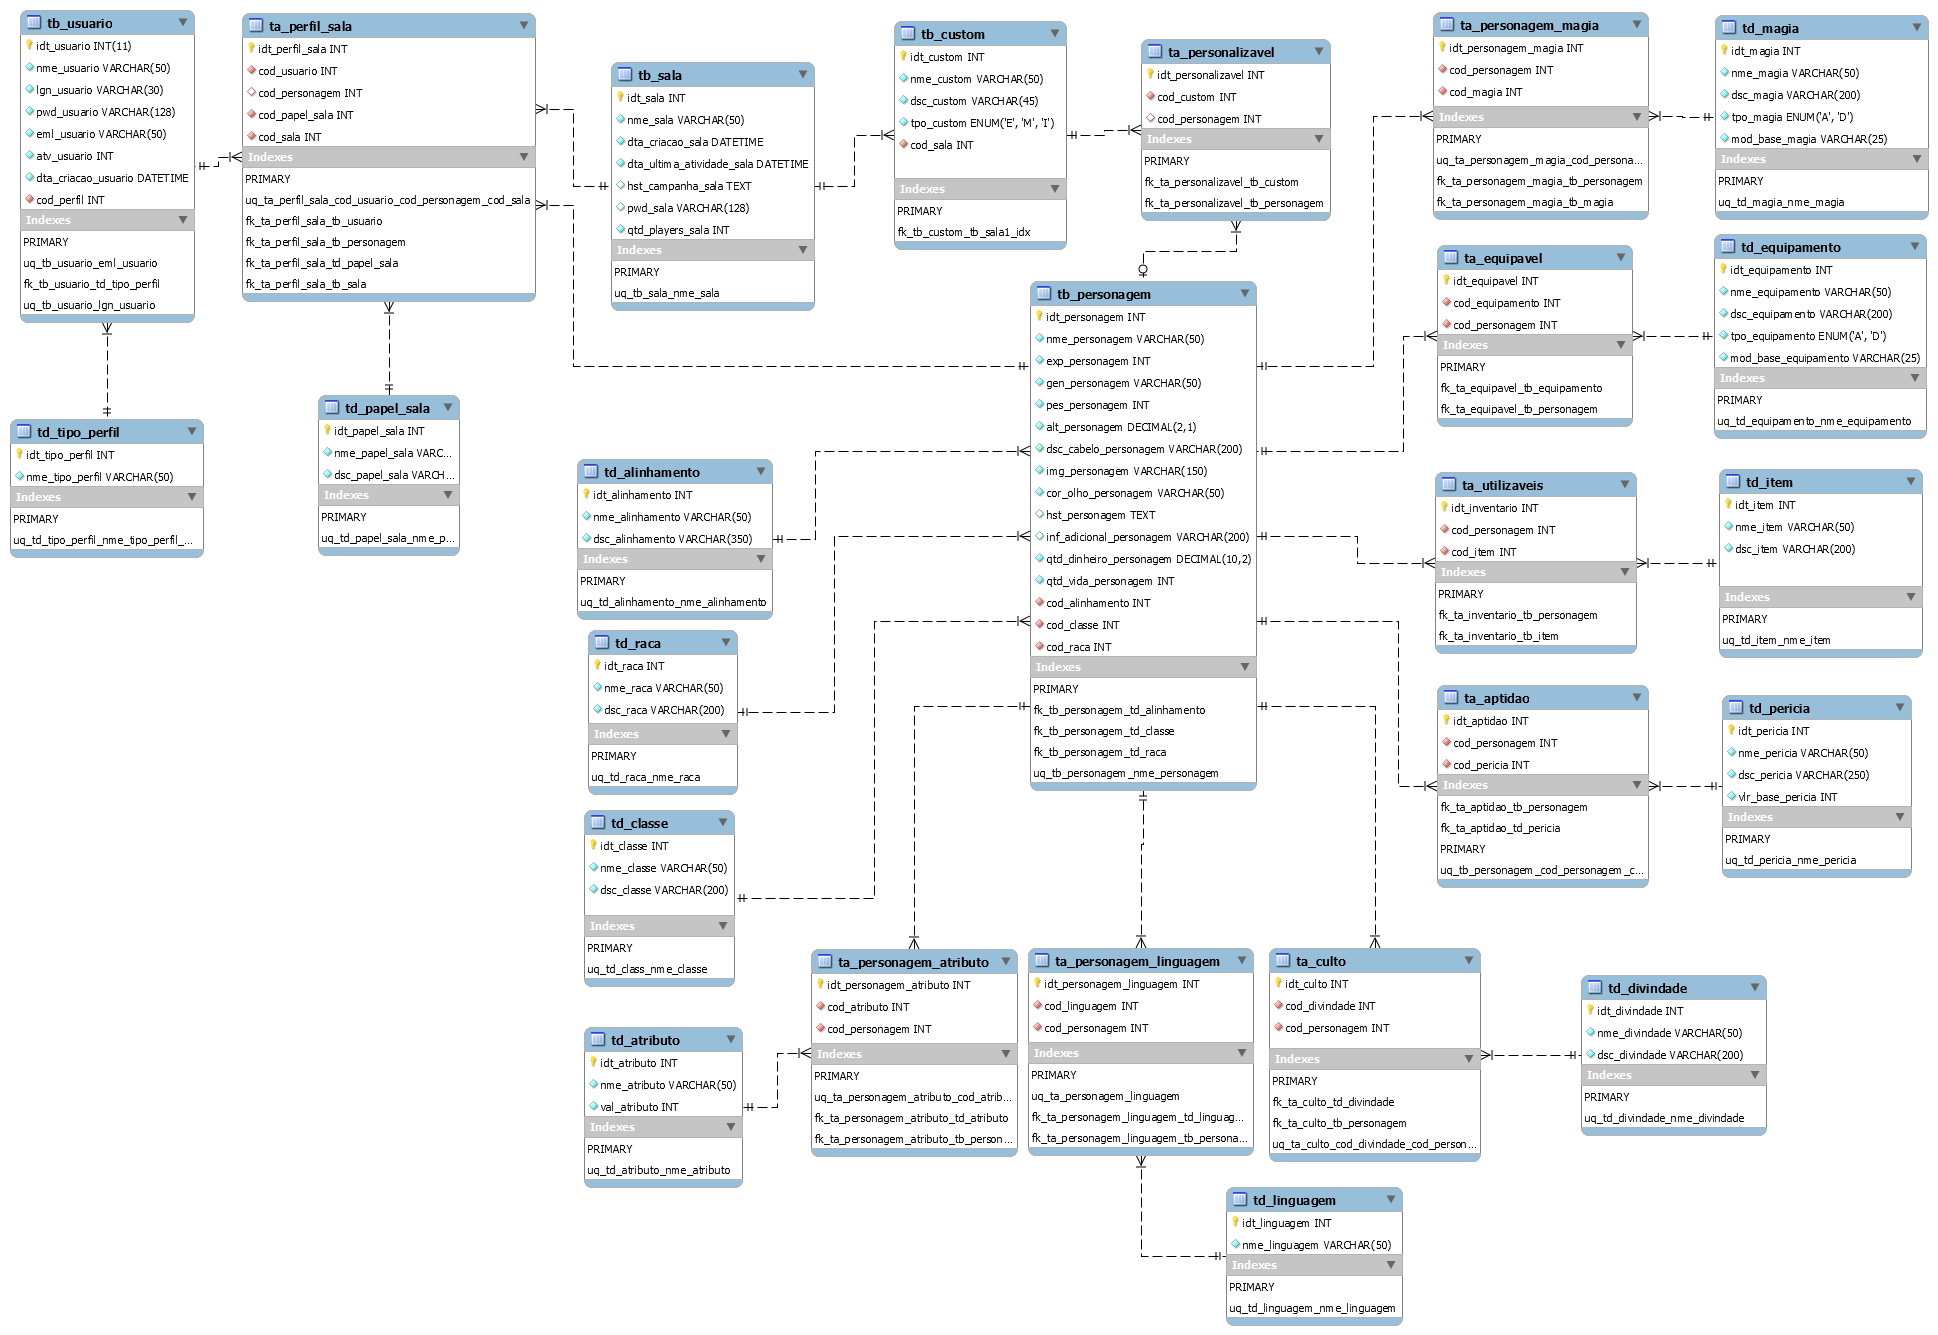 tb_usuario
idt_usuario INT(11)
nme_usuario VARCHAR(50)
lgn_usuario VARCHAR(30)
pwd_usuario VARCHAR(128)
eml_usuario VARCHAR(50)
atv_usuario INT
dta_criacao_usuario DATETIME
cod_perfil INT
Indexes
PRIMARY
uq_tb_usuario_eml_usuario
fk_tb_usuario_td_tipo_perfil
uq_tb_usuario_lgn_usuario
ta_perfil_sala
idt_perfil_sala INT
cod_usuario INT
cod_personagem INT
cod_papel_sala INT
cod_sala INT
Indexes
PRIMARY
uq_ta_perfil_sala_cod_usuario_cod_personagem_cod_sala
fk_ta_perfil_sala_tb_usuario
fk_ta_perfil_sala_tb_personagem
fk_ta_perfil_sala_td_papel_sala
fk_ta_perfil_sala_tb_sala
tb_sala
idt_sala INT
nme_sala VARCHAR(50)
dta_criacao_sala DATETIME
dta_ultima_atividade_sala DATETIME
hst_campanha_sala TEXT
pwd_sala VARCHAR(128)
qtd_players_sala INT
Indexes
PRIMARY
uq_tb_sala_nme_sala
tb_custom
idt_custom INT
nme_custom VARCHAR(50)
dsc_custom VARCHAR(45)
tpo_custom ENUM('E', 'M', 'I')
cod_sala INT
Indexes
PRIMARY
fk_tb_custom_tb_sala1_idx
ta_personalizavel
idt_personalizavel INT
cod_custom INT
cod_personagem INT
Indexes
PRIMARY
fk_ta_personalizavel_tb_custom
fk_ta_personalizavel_tb_personagem
ta_personagem_magia
idt_personagem_magia INT
cod_personagem INT
cod_magia INT
Indexes
PRIMARY
uq_ta_personagem_magia_cod_persona...
fk_ta_personagem_magia_tb_personagem
fk_ta_personagem_magia_tb_magia
td_magia
idt_magia INT
nme_magia VARCHAR(50)
dsc_magia VARCHAR(200)
tpo_magia ENUM('A', 'D')
mod_base_magia VARCHAR(25)
Indexes
PRIMARY
uq_td_magia_nme_magia
td_tipo_perfil
idt_tipo_perfil INT
nme_tipo_perfil VARCHAR(50)
Indexes
PRIMARY
uq_td_tipo_perfil_nme_tipo_perfil_...
td_papel_sala
idt_papel_sala INT
nme_papel_sala VARC...
dsc_papel_sala VARCH...
Indexes
PRIMARY
uq_td_papel_sala_nme_p...
tb_personagem
idt_personagem INT
nme_personagem VARCHAR(50)
exp_personagem INT
gen_personagem VARCHAR(50)
pes_personagem INT
alt_personagem DECIMAL(2,1)
dsc_cabelo_personagem VARCHAR(200)
img_personagem VARCHAR(150)
cor_olho_personagem VARCHAR(50)
hst_personagem TEXT
inf_adicional_personagem VARCHAR(200)
qtd_dinheiro_personagem DECIMAL(10,2)
qtd_vida_personagem INT
cod_alinhamento INT
cod_classe INT
cod_raca INT
Indexes
PRIMARY
fk_tb_personagem_td_alinhamento
fk_tb_personagem_td_classe
fk_tb_personagem_td_raca
uq_tb_personagem_nme_personagem
ta_equipavel
idt_equipavel INT
cod_equipamento INT
cod_personagem INT
Indexes
PRIMARY
fk_ta_equipavel_tb_equipamento
fk_ta_equipavel_tb_personagem
td_equipamento
idt_equipamento INT
nme_equipamento VARCHAR(50)
dsc_equipamento VARCHAR(200)
tpo_equipamento ENUM('A', 'D')
mod_base_equipamento VARCHAR(25)
Indexes
PRIMARY
uq_td_equipamento_nme_equipamento
td_alinhamento
idt_alinhamento INT
nme_alinhamento VARCHAR(50)
dsc_alinhamento VARCHAR(350)
Indexes
PRIMARY
uq_td_alinhamento_nme_alinhamento
ta_utilizaveis
idt_inventario INT
cod_personagem INT
cod_item INT
Indexes
PRIMARY
fk_ta_inventario_tb_personagem
fk_ta_inventario_tb_item
td_item
idt_item INT
nme_item VARCHAR(50)
dsc_item VARCHAR(200)
Indexes
PRIMARY
uq_td_item_nme_item
td_raca
idt_raca INT
nme_raca VARCHAR(50)
dsc_raca VARCHAR(200)
Indexes
PRIMARY
uq_td_raca_nme_raca
ta_aptidao
idt_aptidao INT
cod_personagem INT
cod_pericia INT
Indexes
fk_ta_aptidao_tb_personagem
fk_ta_aptidao_td_pericia
PRIMARY
uq_tb_personagem_cod_personagem_c...
td_pericia
idt_pericia INT
nme_pericia VARCHAR(50)
dsc_pericia VARCHAR(250)
vlr_base_pericia INT
Indexes
PRIMARY
uq_td_pericia_nme_pericia
td_classe
idt_classe INT
nme_classe VARCHAR(50)
dsc_classe VARCHAR(200)
Indexes
PRIMARY
uq_td_class_nme_classe
td_atributo
idt_atributo INT
nme_atributo VARCHAR(50)
val_atributo INT
Indexes
PRIMARY
uq_td_atributo_nme_atributo
ta_personagem_atributo
idt_personagem_atributo INT
cod_atributo INT
cod_personagem INT
Indexes
PRIMARY
uq_ta_personagem_atributo_cod_atrib...
fk_ta_personagem_atributo_td_atributo
fk_ta_personagem_atributo_tb_person...
ta_personagem_linguagem
idt_personagem_linguagem INT
cod_linguagem INT
cod_personagem INT
Indexes
PRIMARY
uq_ta_personagem_linguagem
fk_ta_personagem_linguagem_td_linguag...
fk_ta_personagem_linguagem_tb_persona...
ta_culto
idt_culto INT
cod_divindade INT
cod_personagem INT
Indexes
PRIMARY
fk_ta_culto_td_divindade
fk_ta_culto_tb_personagem
uq_ta_culto_cod_divindade_cod_person...
td_divindade
idt_divindade INT
nme_divindade VARCHAR(50)
dsc_divindade VARCHAR(200)
Indexes
PRIMARY
uq_td_divindade_nme_divindade
td_linguagem
idt_linguagem INT
nme_linguagem VARCHAR(50)
Indexes
PRIMARY
uq_td_linguagem_nme_linguagem